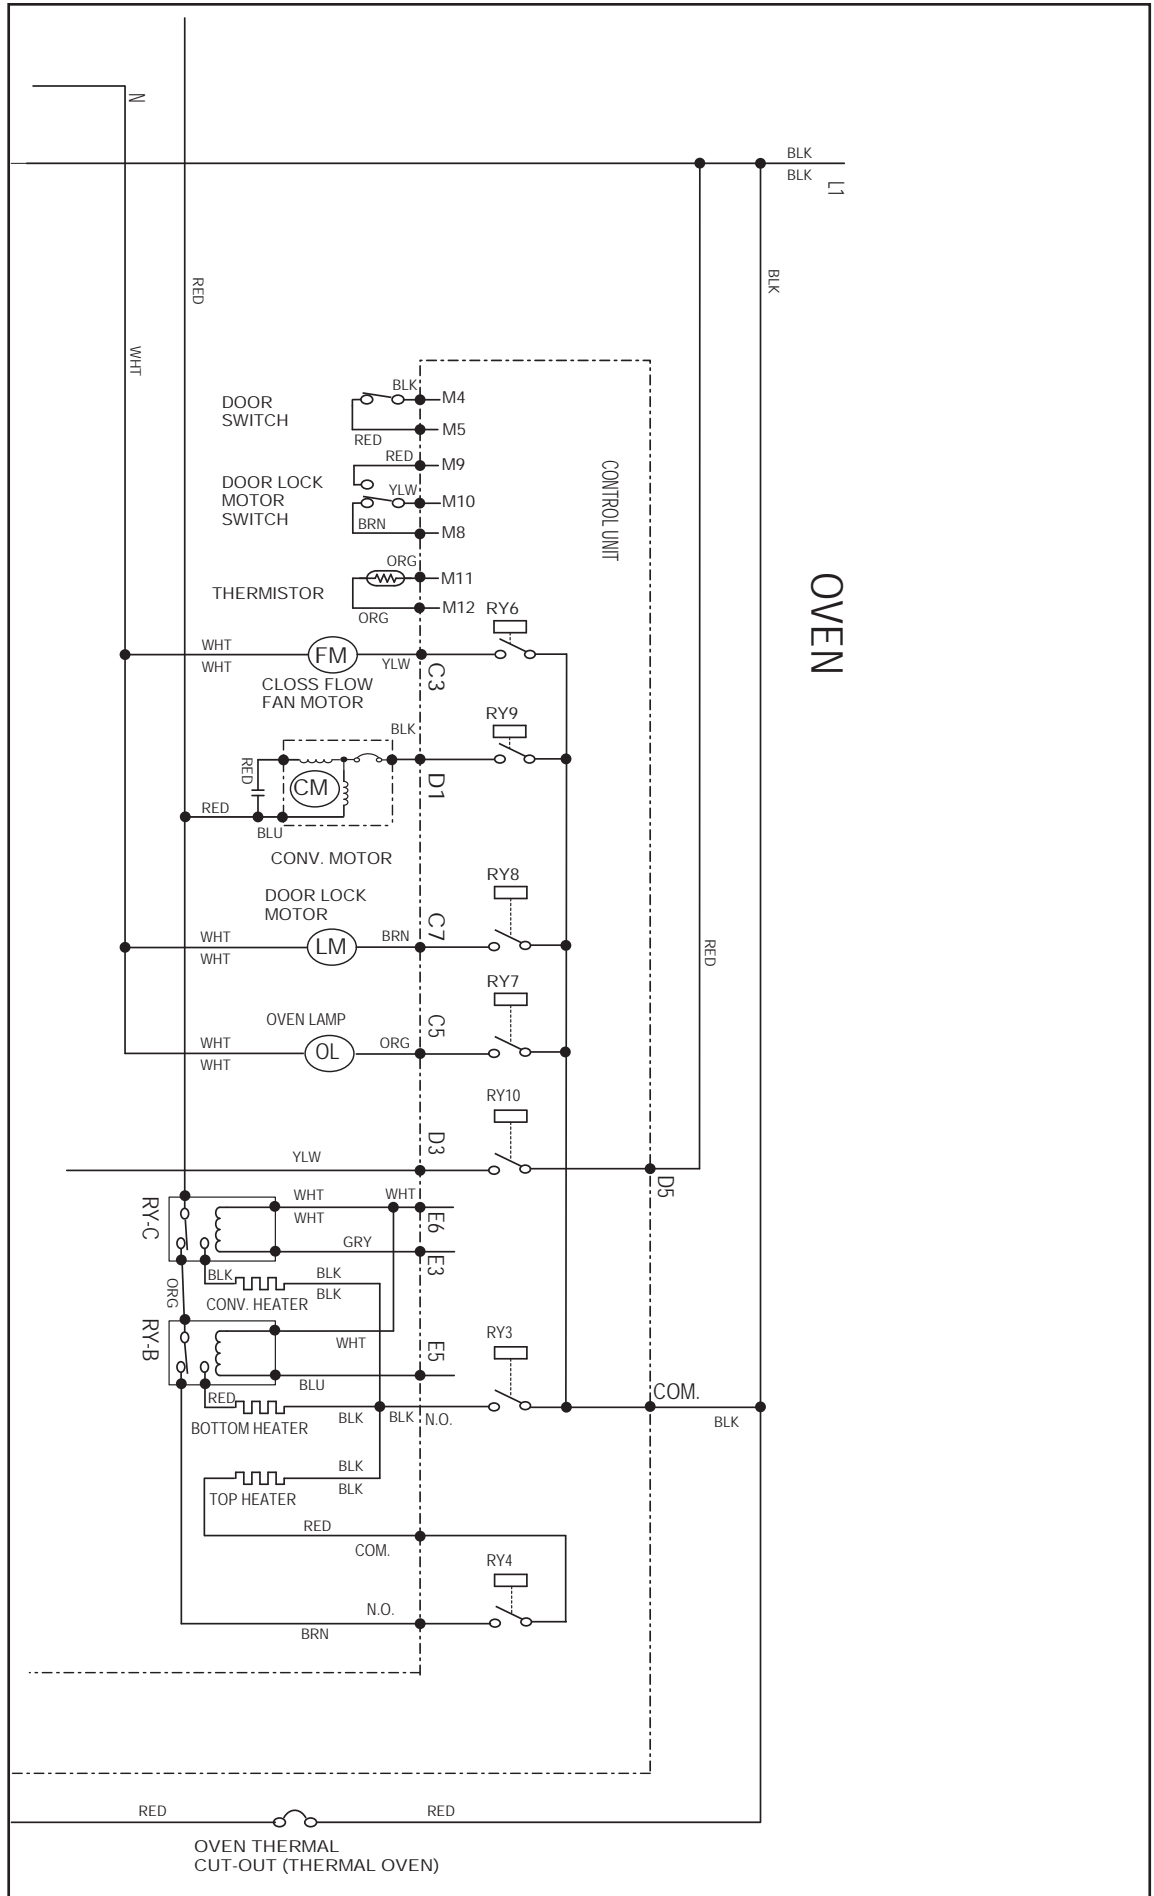 N
BLK
BLK
L1
RED
BLK
WHT
OVEN
CONTROL UNIT
BLK
M4
DOOR
SWITCH
M5
RED
RED
M9
DOOR LOCK
MOTOR
SWITCH
YLW
M10
BRN
M8
ORG
M11
THERMISTOR
M12
ORG
RY6
WHT
WHT
FM
YLW
C3
CLOSS FLOW
FAN MOTOR
RY9
BLK
RED
CM
D1
RED
BLU
CONV. MOTOR
RY8
DOOR LOCK
MOTOR
C7
WHT
WHT
LM
BRN
RED
RY7
OVEN LAMP
C5
WHT
WHT
OL
ORG
RY10
D3
YLW
D5
RY-C
WHT
WHT
WHT
E6
GRY
E3
BLK
BLK
BLK
ORG
CONV. HEATER
RY-B
WHT
RY3
E5
BLU
RED
COM.
BLK
BLK
BLK
N.O.
BOTTOM HEATER
BLK
BLK
TOP HEATER
RED
COM.
RY4
N.O.
BRN
RED
RED
OVEN THERMAL
CUT-OUT (THERMAL OVEN)